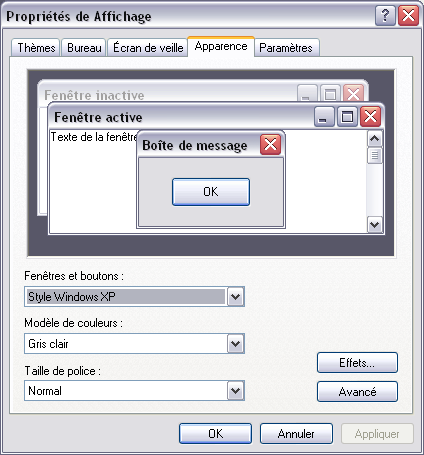 Propriétés de Affichage
Thèmes Bureau Écran de veille Apparence Paramètres
Fenêtre inactive
Fenêtre active
Texte de la fenêtre
Boîte de message
OK
Fenêtres et boutons :
Style Windows XP
Modèle de couleurs :
Gris clair
Effets...
Taille de police :
Normal
Avancé
OK Annuler Appliquer